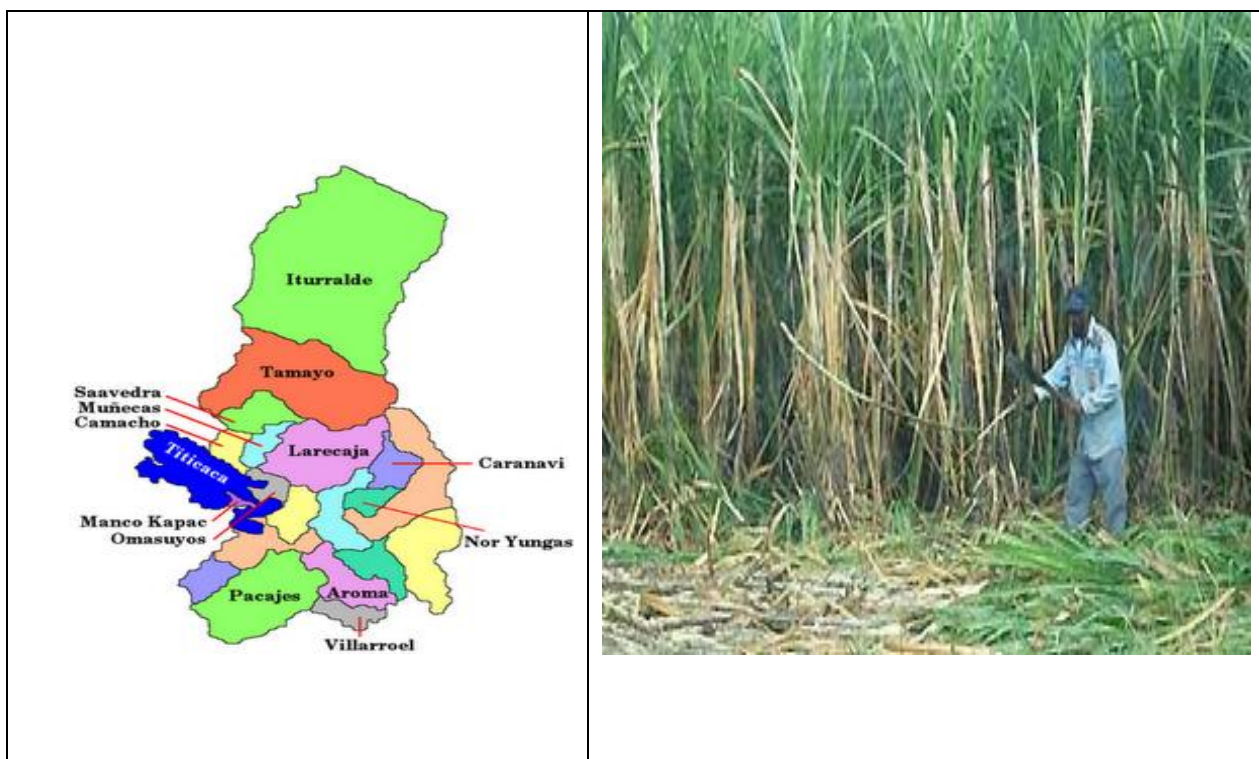 Iturralde
Tamayo
Saavedra
Muñecas
Camacho
Titicaca
Larecaja
Caranavi
Manco Kapac
Omasuyos
Nor Yungas
Pacajes
Aroma
Villarroel